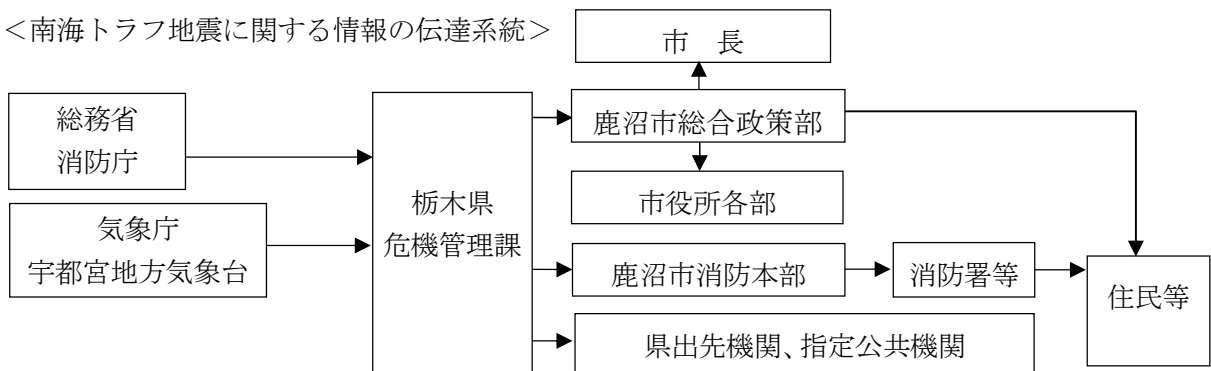 ＜南海トラフ地震に関する情報の伝達系統＞
市　長
総務省
消防庁
鹿沼市総合政策部
気象庁
宇都宮地方気象台
栃木県
危機管理課
市役所各部
鹿沼市消防本部
消防署等
住民等
県出先機関、指定公共機関